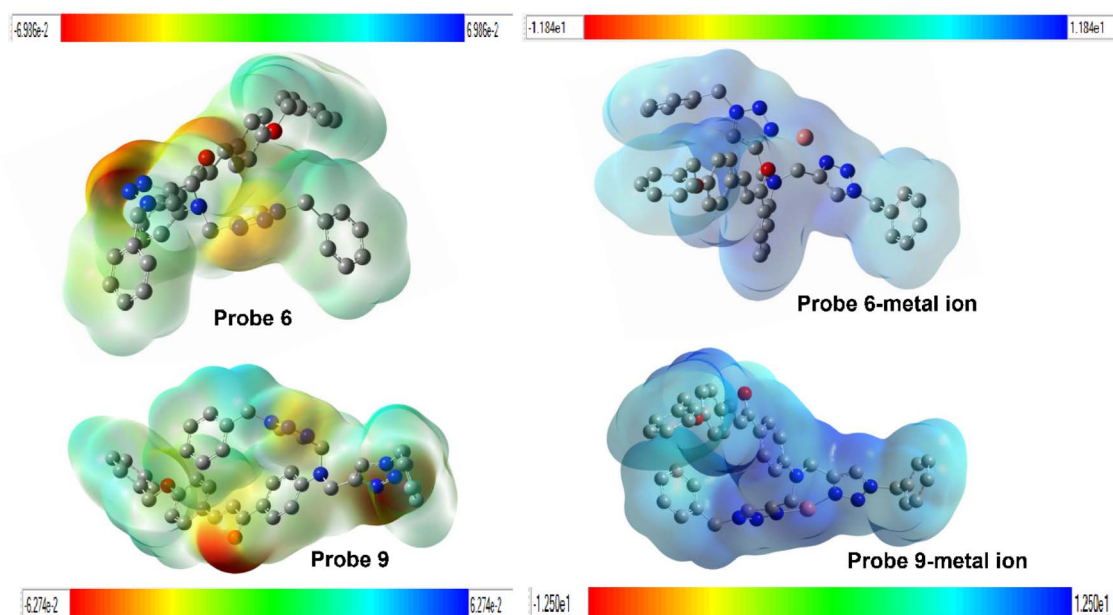 -6.986e-2 6.986e-2 -1.184e1 1.184e1
Probe 6
Probe 6-metal ion
Probe 9
Probe 9-metal ion
-6.274e-2 6.274e-2 -1.250e1 1.250e1